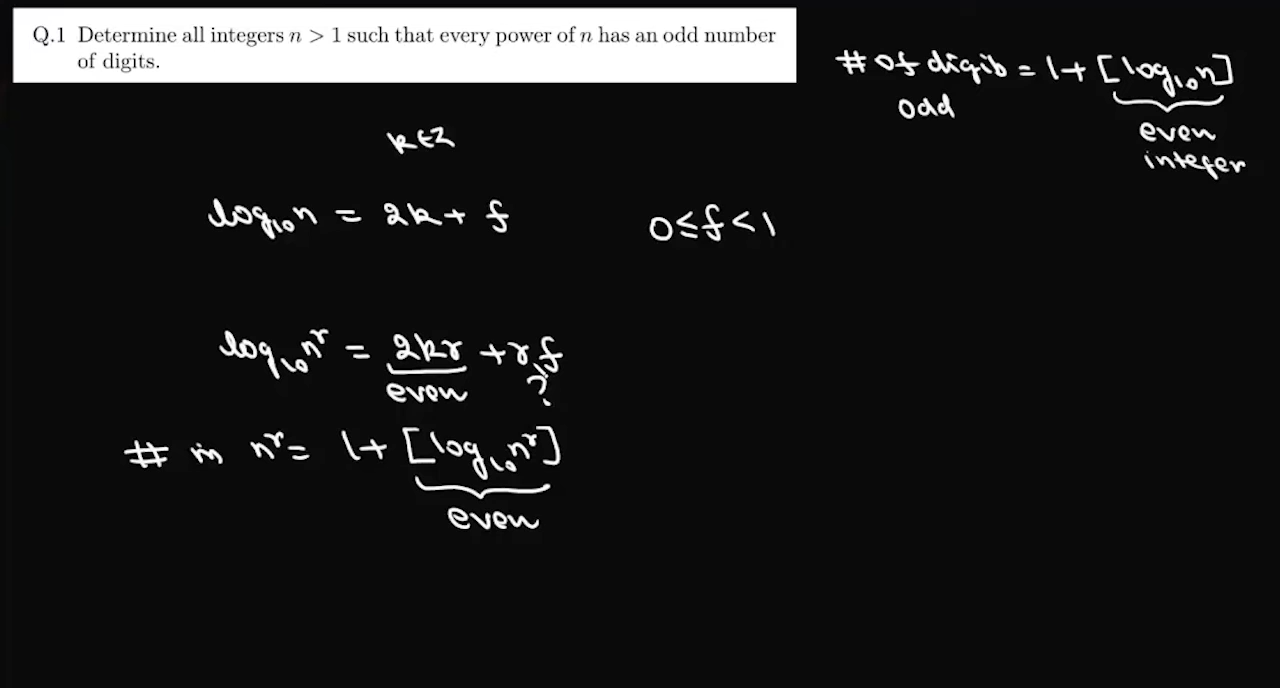 Q.1 Determine all integers n > 1 such that every power of n has an odd number
of digits.
# of digits = 1 + [log₁₀n]
odd
even
integer
k ∈ Z
log₁₀n = 2k + f
0 ≤ f < 1
log₁₀nʳ = 2kr + rf
even ?
# in nʳ = 1 + [log₁₀nʳ]
even